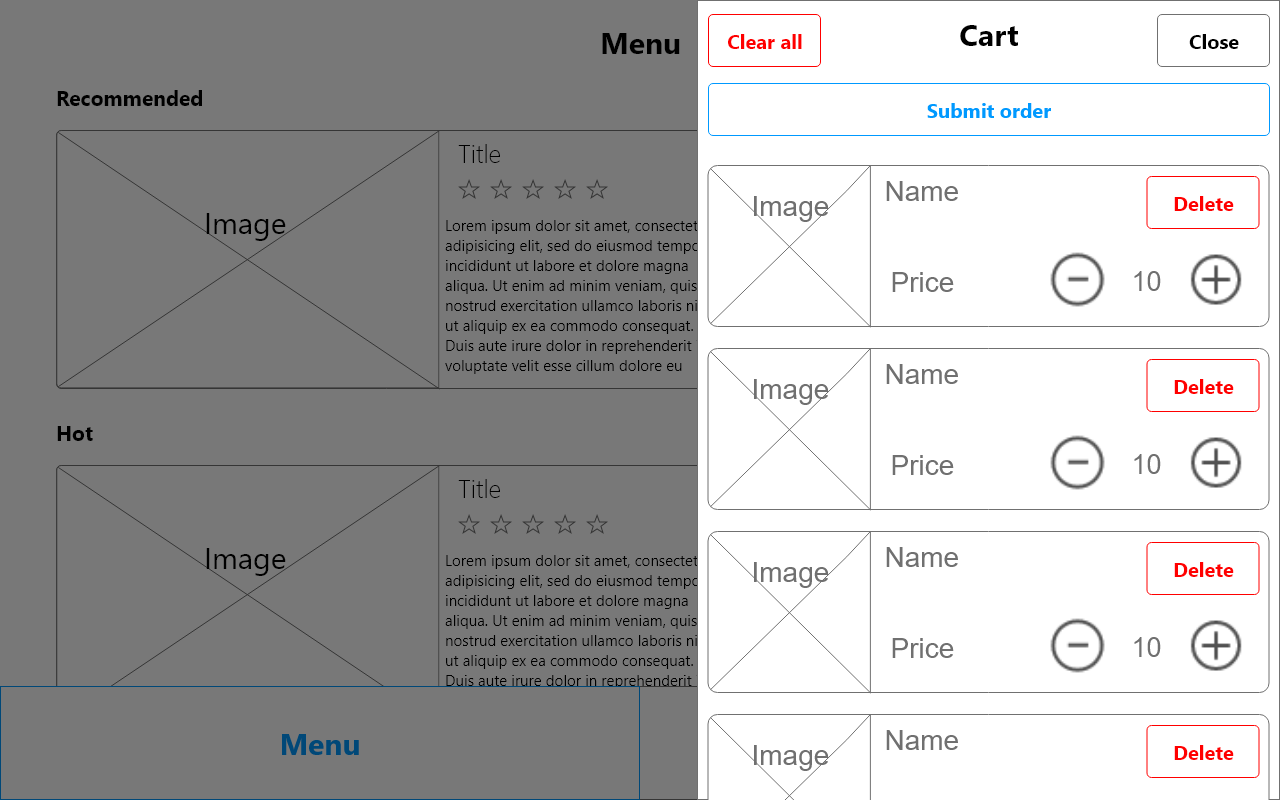 Menu
Recommended
Image
Title
Lorem ipsum dolor sit amet, consectet
adipisicing elit, sed do eiusmod tempo
incididunt ut labore et dolore magna
aliqua. Ut enim ad minim veniam, quis
nostrud exercitation ullamco laboris ni
ut aliquip ex ea commodo consequat.
Duis aute irure dolor in reprehenderit
voluptate velit esse cillum dolore eu
Hot
Image
Title
Lorem ipsum dolor sit amet, consectet
adipisicing elit, sed do eiusmod tempo
incididunt ut labore et dolore magna
aliqua. Ut enim ad minim veniam, quis
nostrud exercitation ullamco laboris ni
ut aliquip ex ea commodo consequat.
Duis aute irure dolor in reprehenderit
Menu
Clear all
Cart
Close
Submit order
Image
Name
Delete
Price
10
Image
Name
Delete
Price
10
Image
Name
Delete
Price
10
Image
Name
Delete